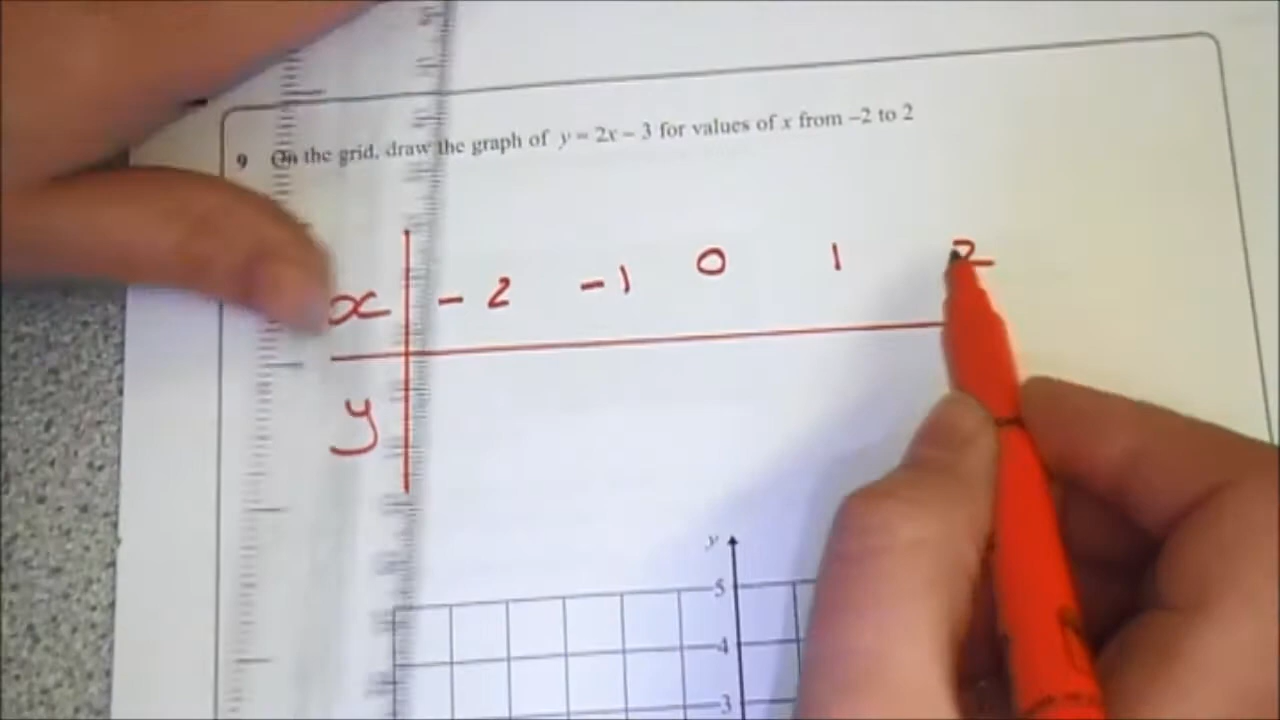 9 On the grid, draw the graph of y = 2x – 3 for values of x from –2 to 2
x - 2 -1 0 1 2
y
y
5
4
3